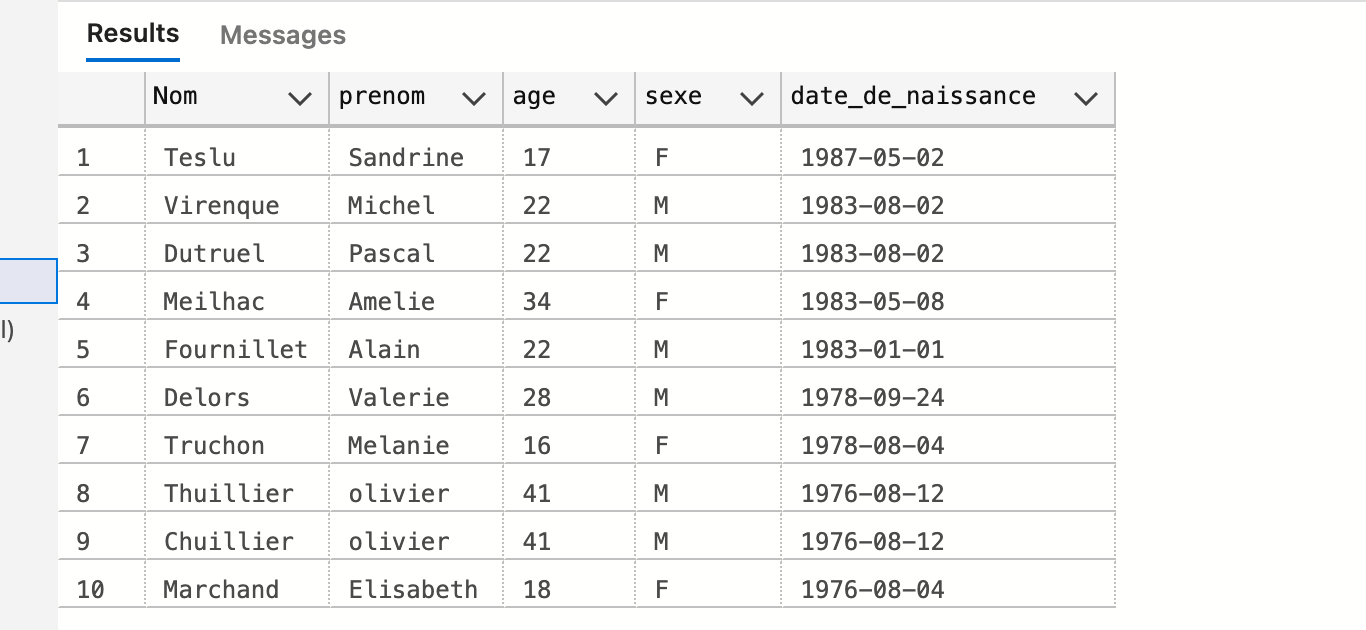 Results Messages
Nom prenom age sexe date_de_naissance
1 Teslu Sandrine 17 F 1987-05-02
2 Virenque Michel 22 M 1983-08-02
3 Dutruel Pascal 22 M 1983-08-02
4 Meilhac Amelie 34 F 1983-05-08
l)
5 Fournillet Alain 22 M 1983-01-01
6 Delors Valerie 28 M 1978-09-24
7 Truchon Melanie 16 F 1978-08-04
8 Thuillier olivier 41 M 1976-08-12
9 Chuillier olivier 41 M 1976-08-12
10 Marchand Elisabeth 18 F 1976-08-04